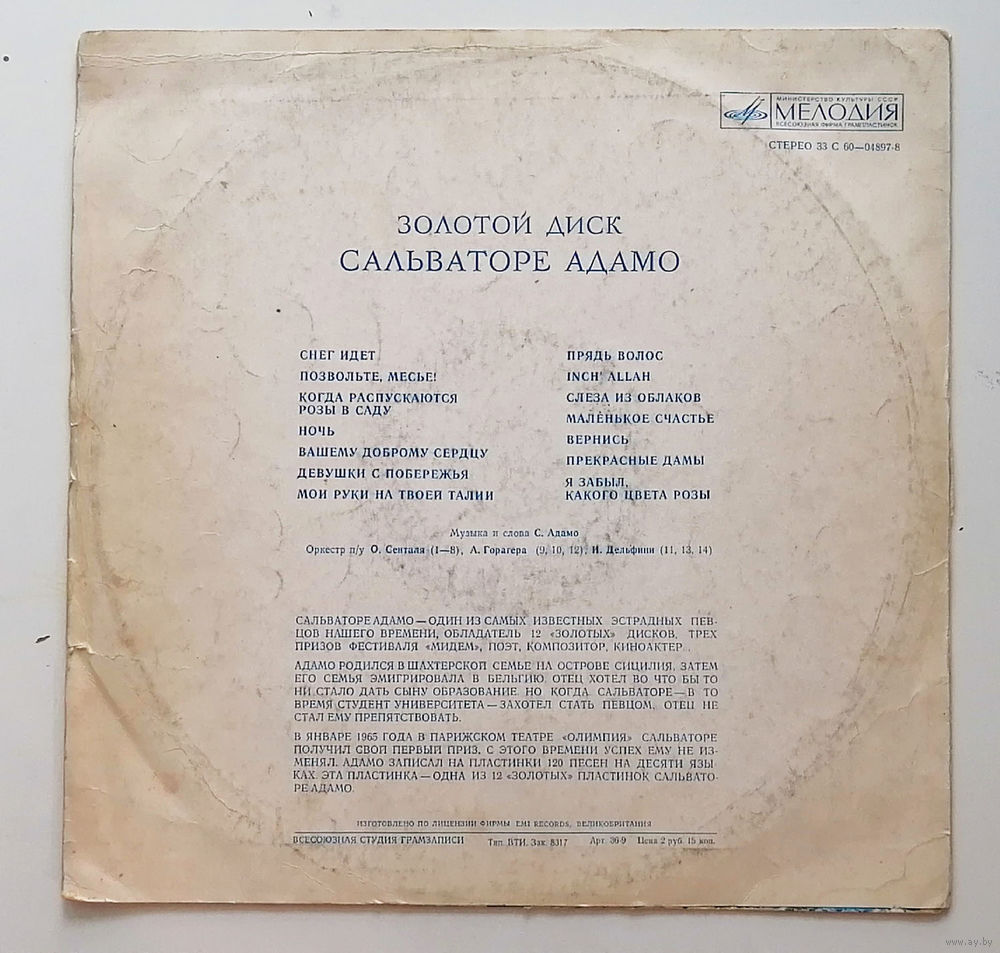 МИНИСТЕРСТВО КУЛЬТУРЫ СССР
МЕЛОДИЯ
ВСЕСОЮЗНАЯ ФИРМА ГРАМПЛАСТИНОК
СТЕРЕО 33 С 60—04897-8
ЗОЛОТОЙ ДИСК
САЛЬВАТОРЕ АДАМО
СНЕГ ИДЕТ
ПОЗВОЛЬТЕ, МЕСЬЕ!
КОГДА РАСПУСКАЮТСЯ
РОЗЫ В САДУ
НОЧЬ
ВАШЕМУ ДОБРОМУ СЕРДЦУ
ДЕВУШКИ С ПОБЕРЕЖЬЯ
МОИ РУКИ НА ТВОЕЙ ТАЛИИ
ПРЯДЬ ВОЛОС
INCH' ALLAH
СЛЕЗА ИЗ ОБЛАКОВ
МАЛЕНЬКОЕ СЧАСТЬЕ
ВЕРНИСЬ
ПРЕКРАСНЫЕ ДАМЫ
Я ЗАБЫЛ,
КАКОГО ЦВЕТА РОЗЫ
Музыка и слова С. Адамо
Оркестр п/у О. Сенталя (1—8), А. Горагера (9, 10, 12), И. Дельфини (11, 13, 14)
САЛЬВАТОРЕ АДАМО — ОДИН ИЗ САМЫХ ИЗВЕСТНЫХ ЭСТРАДНЫХ ПЕВ-
ЦОВ НАШЕГО ВРЕМЕНИ, ОБЛАДАТЕЛЬ 12 «ЗОЛОТЫХ» ДИСКОВ, ТРЕХ
ПРИЗОВ ФЕСТИВАЛЯ «МИДЕМ», ПОЭТ, КОМПОЗИТОР, КИНОАКТЕР...
АДАМО РОДИЛСЯ В ШАХТЕРСКОЙ СЕМЬЕ НА ОСТРОВЕ СИЦИЛИЯ, ЗАТЕМ
ЕГО СЕМЬЯ ЭМИГРИРОВАЛА В БЕЛЬГИЮ. ОТЕЦ ХОТЕЛ ВО ЧТО БЫ ТО
НИ СТАЛО ДАТЬ СЫНУ ОБРАЗОВАНИЕ. НО КОГДА САЛЬВАТОРЕ — В ТО
ВРЕМЯ СТУДЕНТ УНИВЕРСИТЕТА — ЗАХОТЕЛ СТАТЬ ПЕВЦОМ, ОТЕЦ НЕ
СТАЛ ЕМУ ПРЕПЯТСТВОВАТЬ.
В ЯНВАРЕ 1965 ГОДА В ПАРИЖСКОМ ТЕАТРЕ «ОЛИМПИЯ» САЛЬВАТОРЕ
ПОЛУЧИЛ СВОЙ ПЕРВЫЙ ПРИЗ. С ЭТОГО ВРЕМЕНИ УСПЕХ ЕМУ НЕ ИЗ-
МЕНЯЛ. АДАМО ЗАПИСАЛ НА ПЛАСТИНКИ 120 ПЕСЕН НА ДЕСЯТИ ЯЗЫ-
КАХ. ЭТА ПЛАСТИНКА — ОДНА ИЗ 12 «ЗОЛОТЫХ» ПЛАСТИНОК САЛЬВАТО-
РЕ АДАМО.
ИЗГОТОВЛЕНО ПО ЛИЦЕНЗИИ ФИРМЫ EMI RECORDS, ВЕЛИКОБРИТАНИЯ
ВСЕСОЮЗНАЯ СТУДИЯ ГРАМЗАПИСИ Тип. ВТИ. Зак. 8317 Арт. 36-9 Цена 2 руб. 15 коп.
www.ay.by